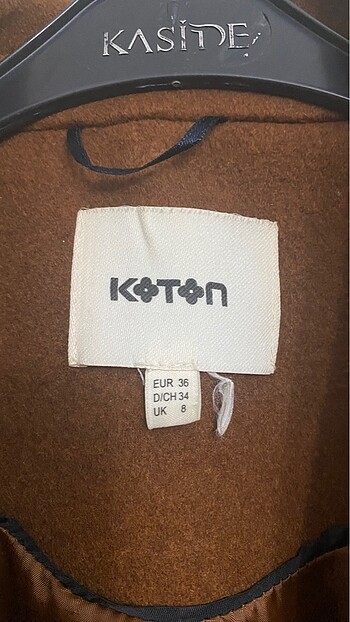 KASİDE
KOTON
EUR 36
D/CH 34
UK 8